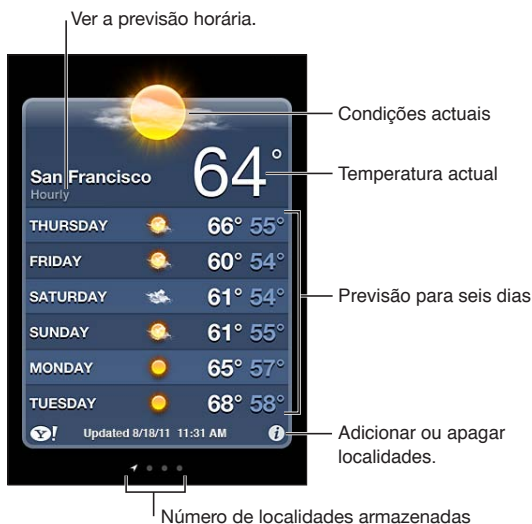 Ver a previsão horária.
Condições actuais
64°
Temperatura actual
San Francisco
Hourly
THURSDAY 66° 55°
FRIDAY 60° 54°
SATURDAY 61° 54°
Previsão para seis dias
SUNDAY 61° 55°
MONDAY 65° 57°
TUESDAY 68° 58°
Y! Updated 8/18/11 11:31 AM i
Adicionar ou apagar
localidades.
Número de localidades armazenadas